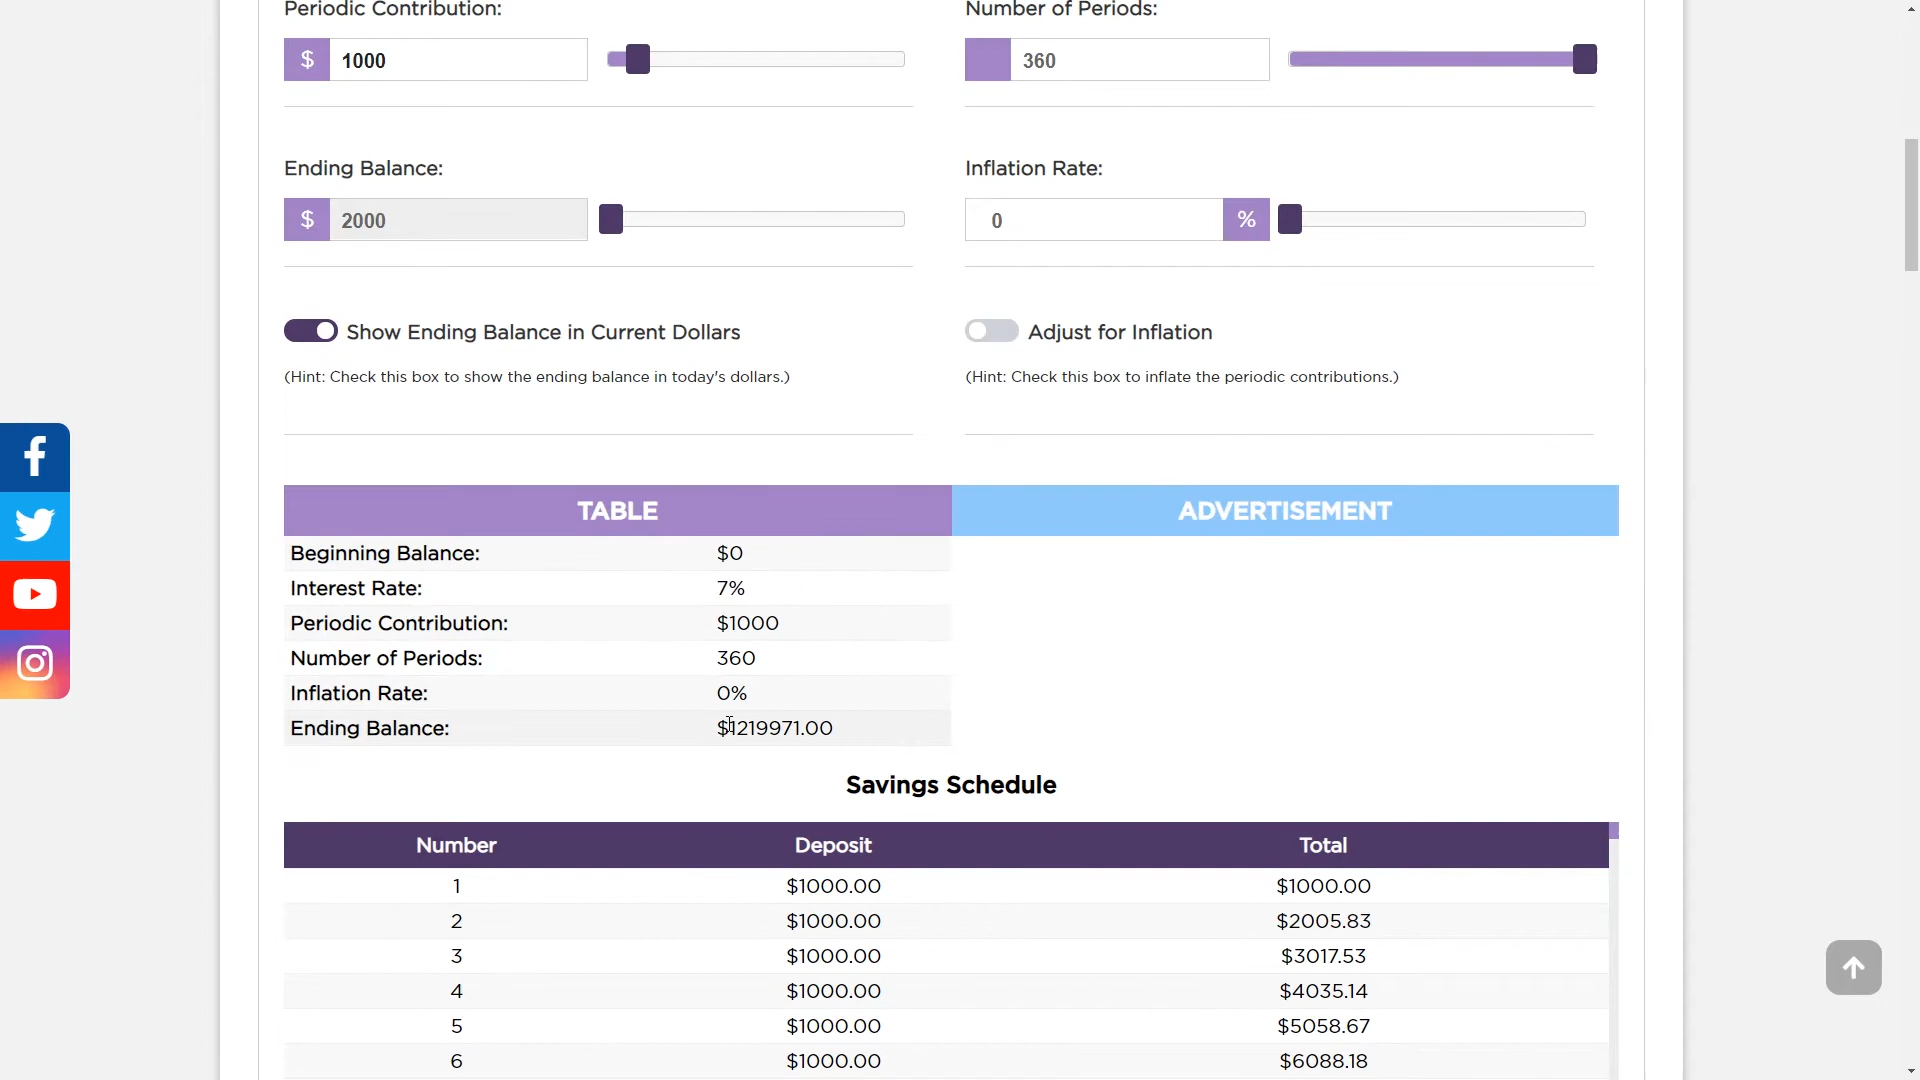 Periodic Contribution:
Number of Periods:
$ 1000
360
Ending Balance:
Inflation Rate:
$ 2000
0 %
Show Ending Balance in Current Dollars
Adjust for Inflation
(Hint: Check this box to show the ending balance in today's dollars.)
(Hint: Check this box to inflate the periodic contributions.)
TABLE
ADVERTISEMENT
Beginning Balance: $0
Interest Rate: 7%
Periodic Contribution: $1000
Number of Periods: 360
Inflation Rate: 0%
Ending Balance: $1219971.00
Savings Schedule
Number Deposit Total
1 $1000.00 $1000.00
2 $1000.00 $2005.83
3 $1000.00 $3017.53
4 $1000.00 $4035.14
5 $1000.00 $5058.67
6 $1000.00 $6088.18